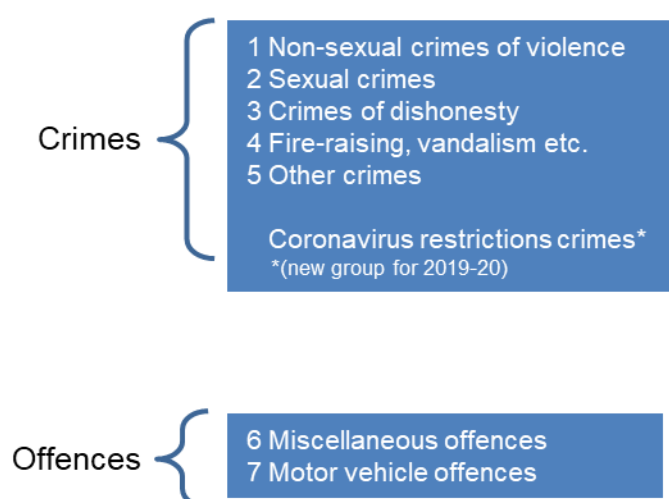 Crimes
1 Non-sexual crimes of violence
2 Sexual crimes
3 Crimes of dishonesty
4 Fire-raising, vandalism etc.
5 Other crimes
Coronavirus restrictions crimes*
*(new group for 2019-20)
Offences
6 Miscellaneous offences
7 Motor vehicle offences